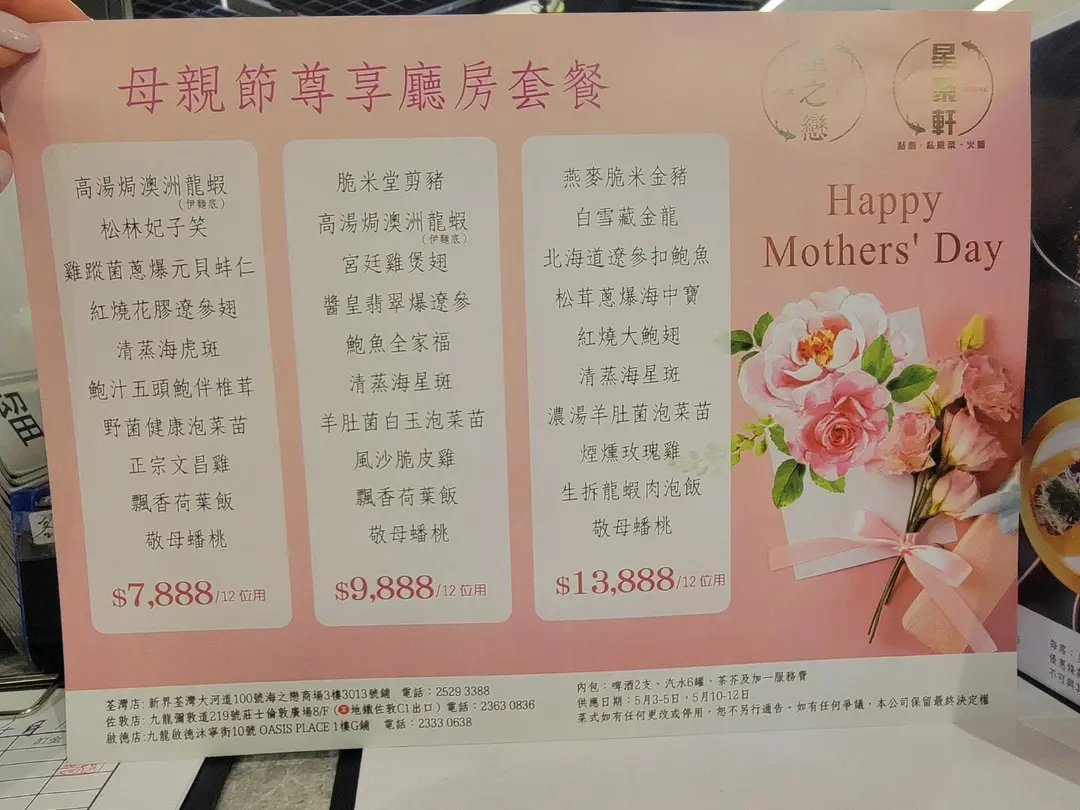 母親節尊享廳房套餐
之戀
星聚軒
點心·私房菜·火鍋
Happy
Mothers' Day
高湯焗澳洲龍蝦
(伊麵底)
松林妃子笑
雞蹤菌蔥爆元貝蚌仁
紅燒花膠遼參翅
清蒸海虎斑
鮑汁五頭鮑伴椎茸
野菌健康泡菜苗
正宗文昌雞
飄香荷葉飯
敬母蟠桃
$7,888/12位用
脆米堂剪豬
高湯焗澳洲龍蝦
(伊麵底)
宮廷雞煲翅
醬皇翡翠爆遼參
鮑魚全家福
清蒸海星斑
羊肚菌白玉泡菜苗
風沙脆皮雞
飄香荷葉飯
敬母蟠桃
$9,888/12位用
燕麥脆米金豬
白雪藏金龍
北海道遼參扣鮑魚
松茸蔥爆海中寶
紅燒大鮑翅
清蒸海星斑
濃湯羊肚菌泡菜苗
煙燻玫瑰雞
生拆龍蝦肉泡飯
敬母蟠桃
$13,888/12位用
荃灣店: 新界荃灣大河道100號海之戀商場3樓3013號鋪 電話：2529 3388
佐敦店: 九龍彌敦道219號莊士倫敦廣場8/F (地鐵佐敦C1出口) 電話：2363 0836
啟德店:九龍啟德沐寧街10號 OASIS PLACE 1樓G鋪 電話：2333 0638
內包：啤酒2支、汽水6罐、茶芥及加一服務費
供應日期：5月3-5日，5月10-12日
菜式如有任何更改或停用，恕不另行通告。如有任何爭議，本公司保留最終決定權
留
每席：
優惠條
不可與